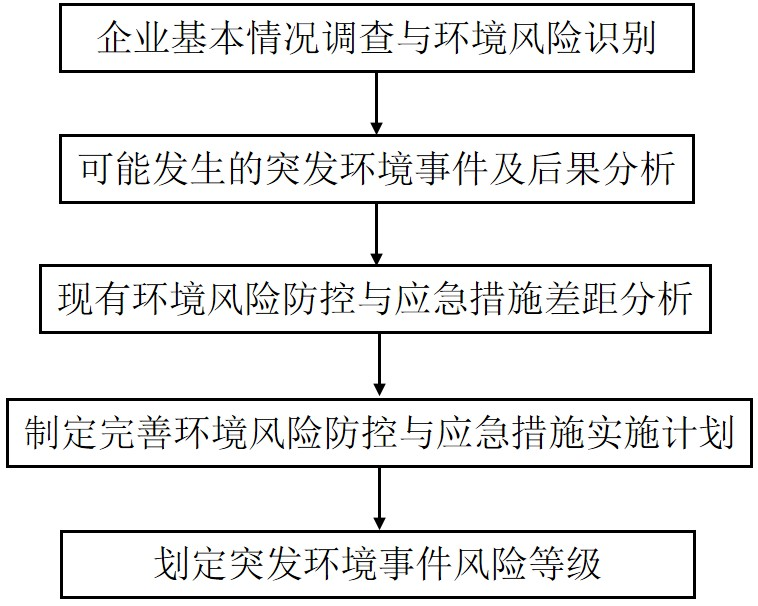 企业基本情况调查与环境风险识别
可能发生的突发环境事件及后果分析
现有环境风险防控与应急措施差距分析
制定完善环境风险防控与应急措施实施计划
划定突发环境事件风险等级